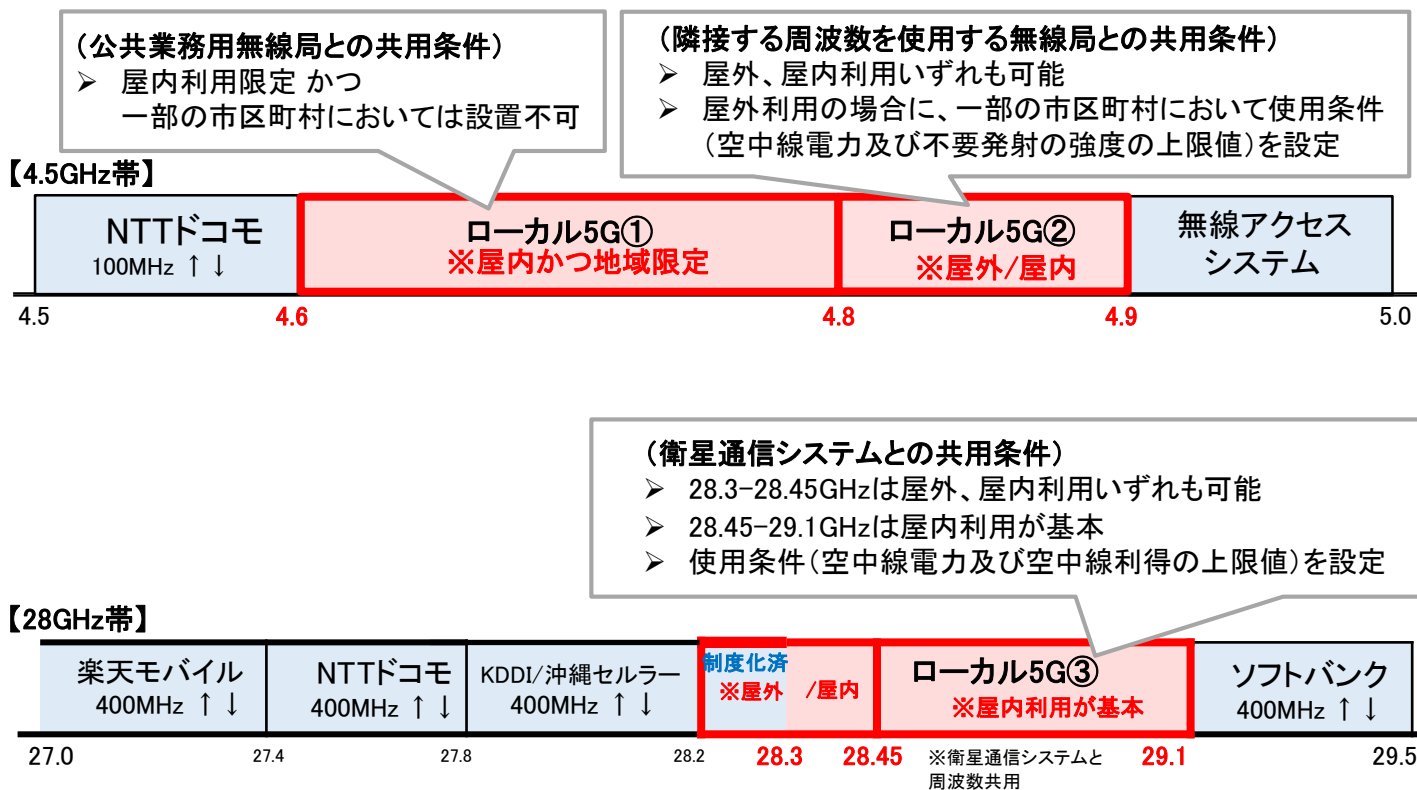 （公共業務用無線局との共用条件）
➢ 屋内利用限定 かつ
一部の市区町村においては設置不可
（隣接する周波数を使用する無線局との共用条件）
➢ 屋外、屋内利用いずれも可能
➢ 屋外利用の場合に、一部の市区町村において使用条件
（空中線電力及び不要発射の強度の上限値）を設定
【4.5GHz帯】
NTTドコモ
100MHz ↑ ↓
ローカル5G①
※屋内かつ地域限定
ローカル5G②
※屋外/屋内
無線アクセス
システム
4.5
4.6
4.8
4.9
5.0
（衛星通信システムとの共用条件）
➢ 28.3-28.45GHzは屋外、屋内利用いずれも可能
➢ 28.45-29.1GHzは屋内利用が基本
➢ 使用条件（空中線電力及び空中線利得の上限値）を設定
【28GHz帯】
楽天モバイル
400MHz ↑ ↓
NTTドコモ
400MHz ↑ ↓
KDDI/沖縄セルラー
400MHz ↑ ↓
制度化済
※屋外 /屋内
ローカル5G③
※屋内利用が基本
ソフトバンク
400MHz ↑ ↓
27.0
27.4
27.8
28.2
28.3
28.45
※衛星通信システムと
周波数共用
29.1
29.5